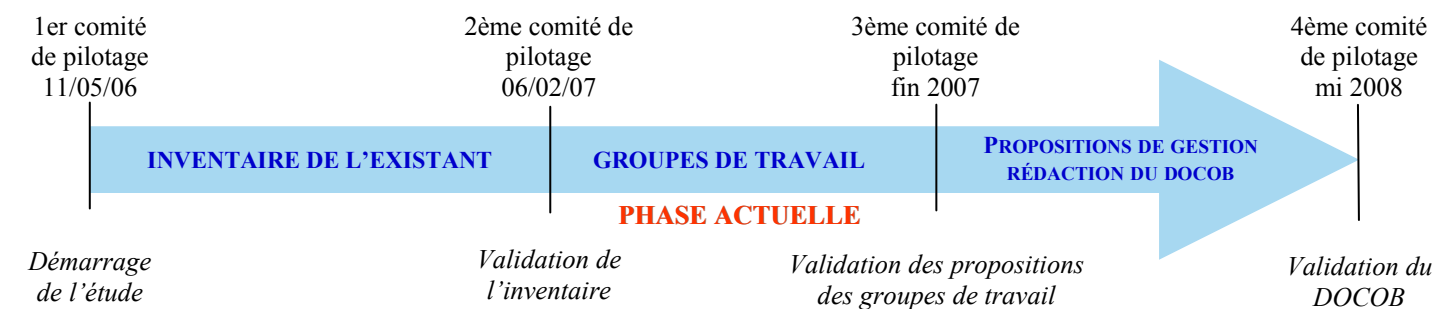 1er comité
de pilotage
11/05/06
2ème comité de
pilotage
06/02/07
3ème comité de
pilotage
fin 2007
4ème comité
de pilotage
mi 2008
INVENTAIRE DE L’EXISTANT
GROUPES DE TRAVAIL
PROPOSITIONS DE GESTION
RÉDACTION DU DOCOB
PHASE ACTUELLE
Démarrage
de l’étude
Validation de
l’inventaire
Validation des propositions
des groupes de travail
Validation du
DOCOB